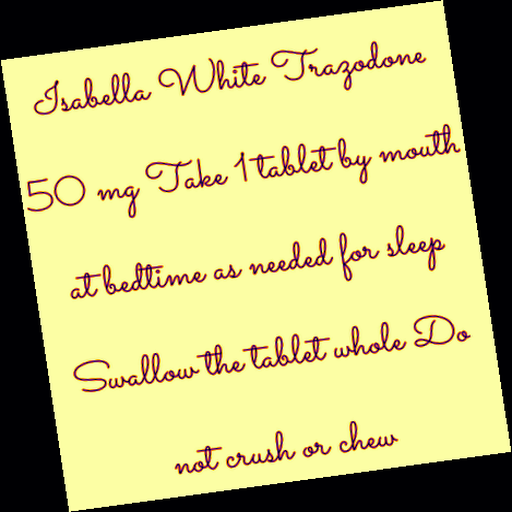 Isabella White Trazodone
50 mg Take 1 tablet by mouth
at bedtime as needed for sleep
Swallow the tablet whole Do
not crush or chew